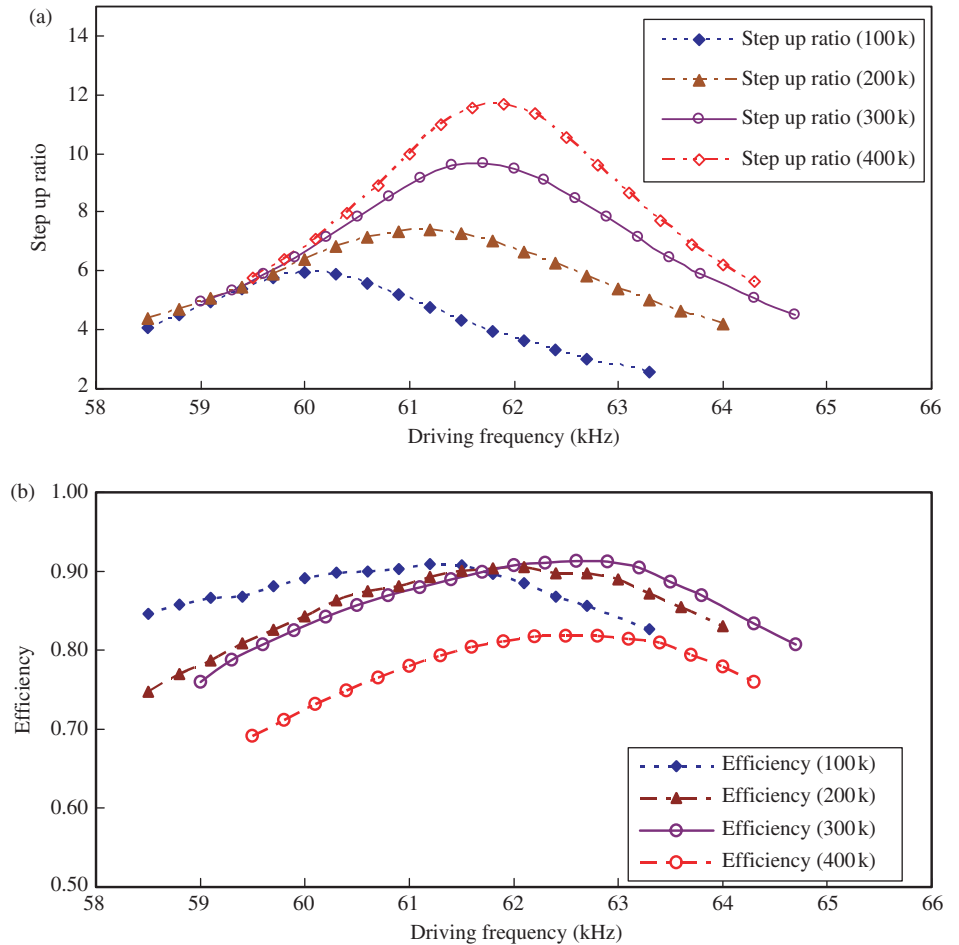 (a)
14
12
10
8
6
4
2
Step up ratio
Step up ratio (100k)
Step up ratio (200k)
Step up ratio (300k)
Step up ratio (400k)
58
59
60
61
62
63
64
65
66
Driving frequency (kHz)
(b)
1.00
0.90
0.80
0.70
0.60
0.50
Efficiency
Efficiency (100k)
Efficiency (200k)
Efficiency (300k)
Efficiency (400k)
58
59
60
61
62
63
64
65
66
Driving frequency (kHz)